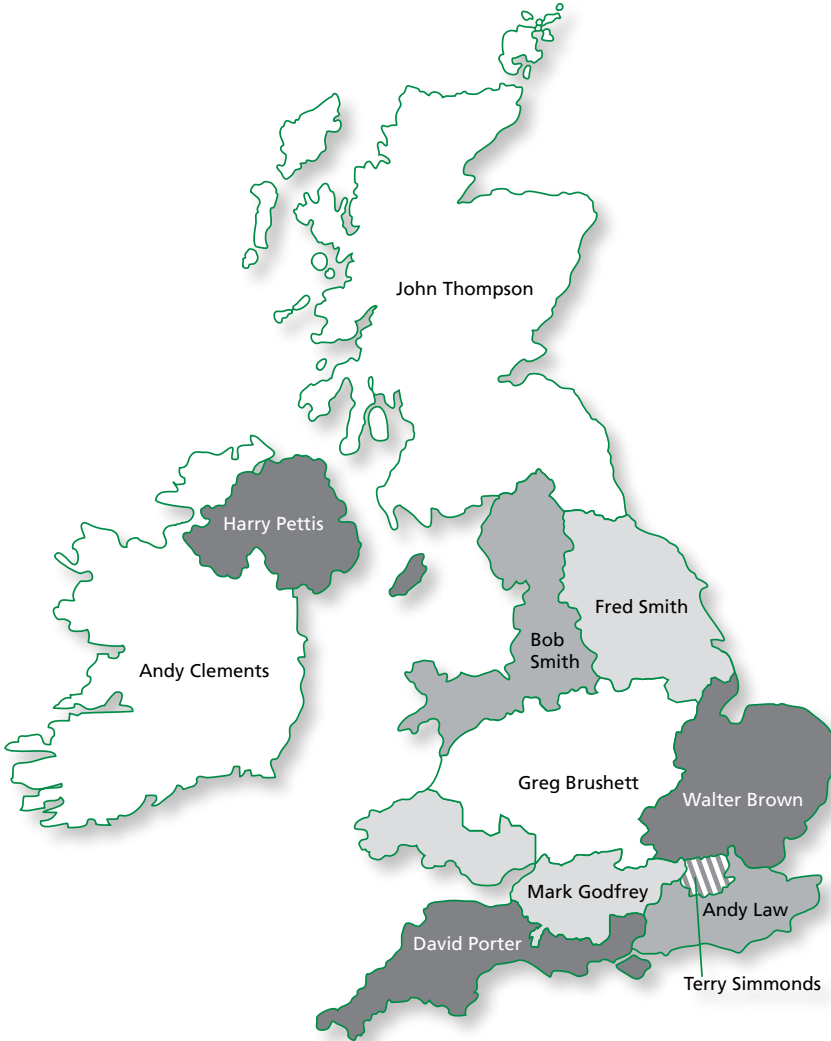 John Thompson
Harry Pettis
Fred Smith
Bob
Smith
Andy Clements
Greg Brushett
Walter Brown
Mark Godfrey
Andy Law
David Porter
Terry Simmonds